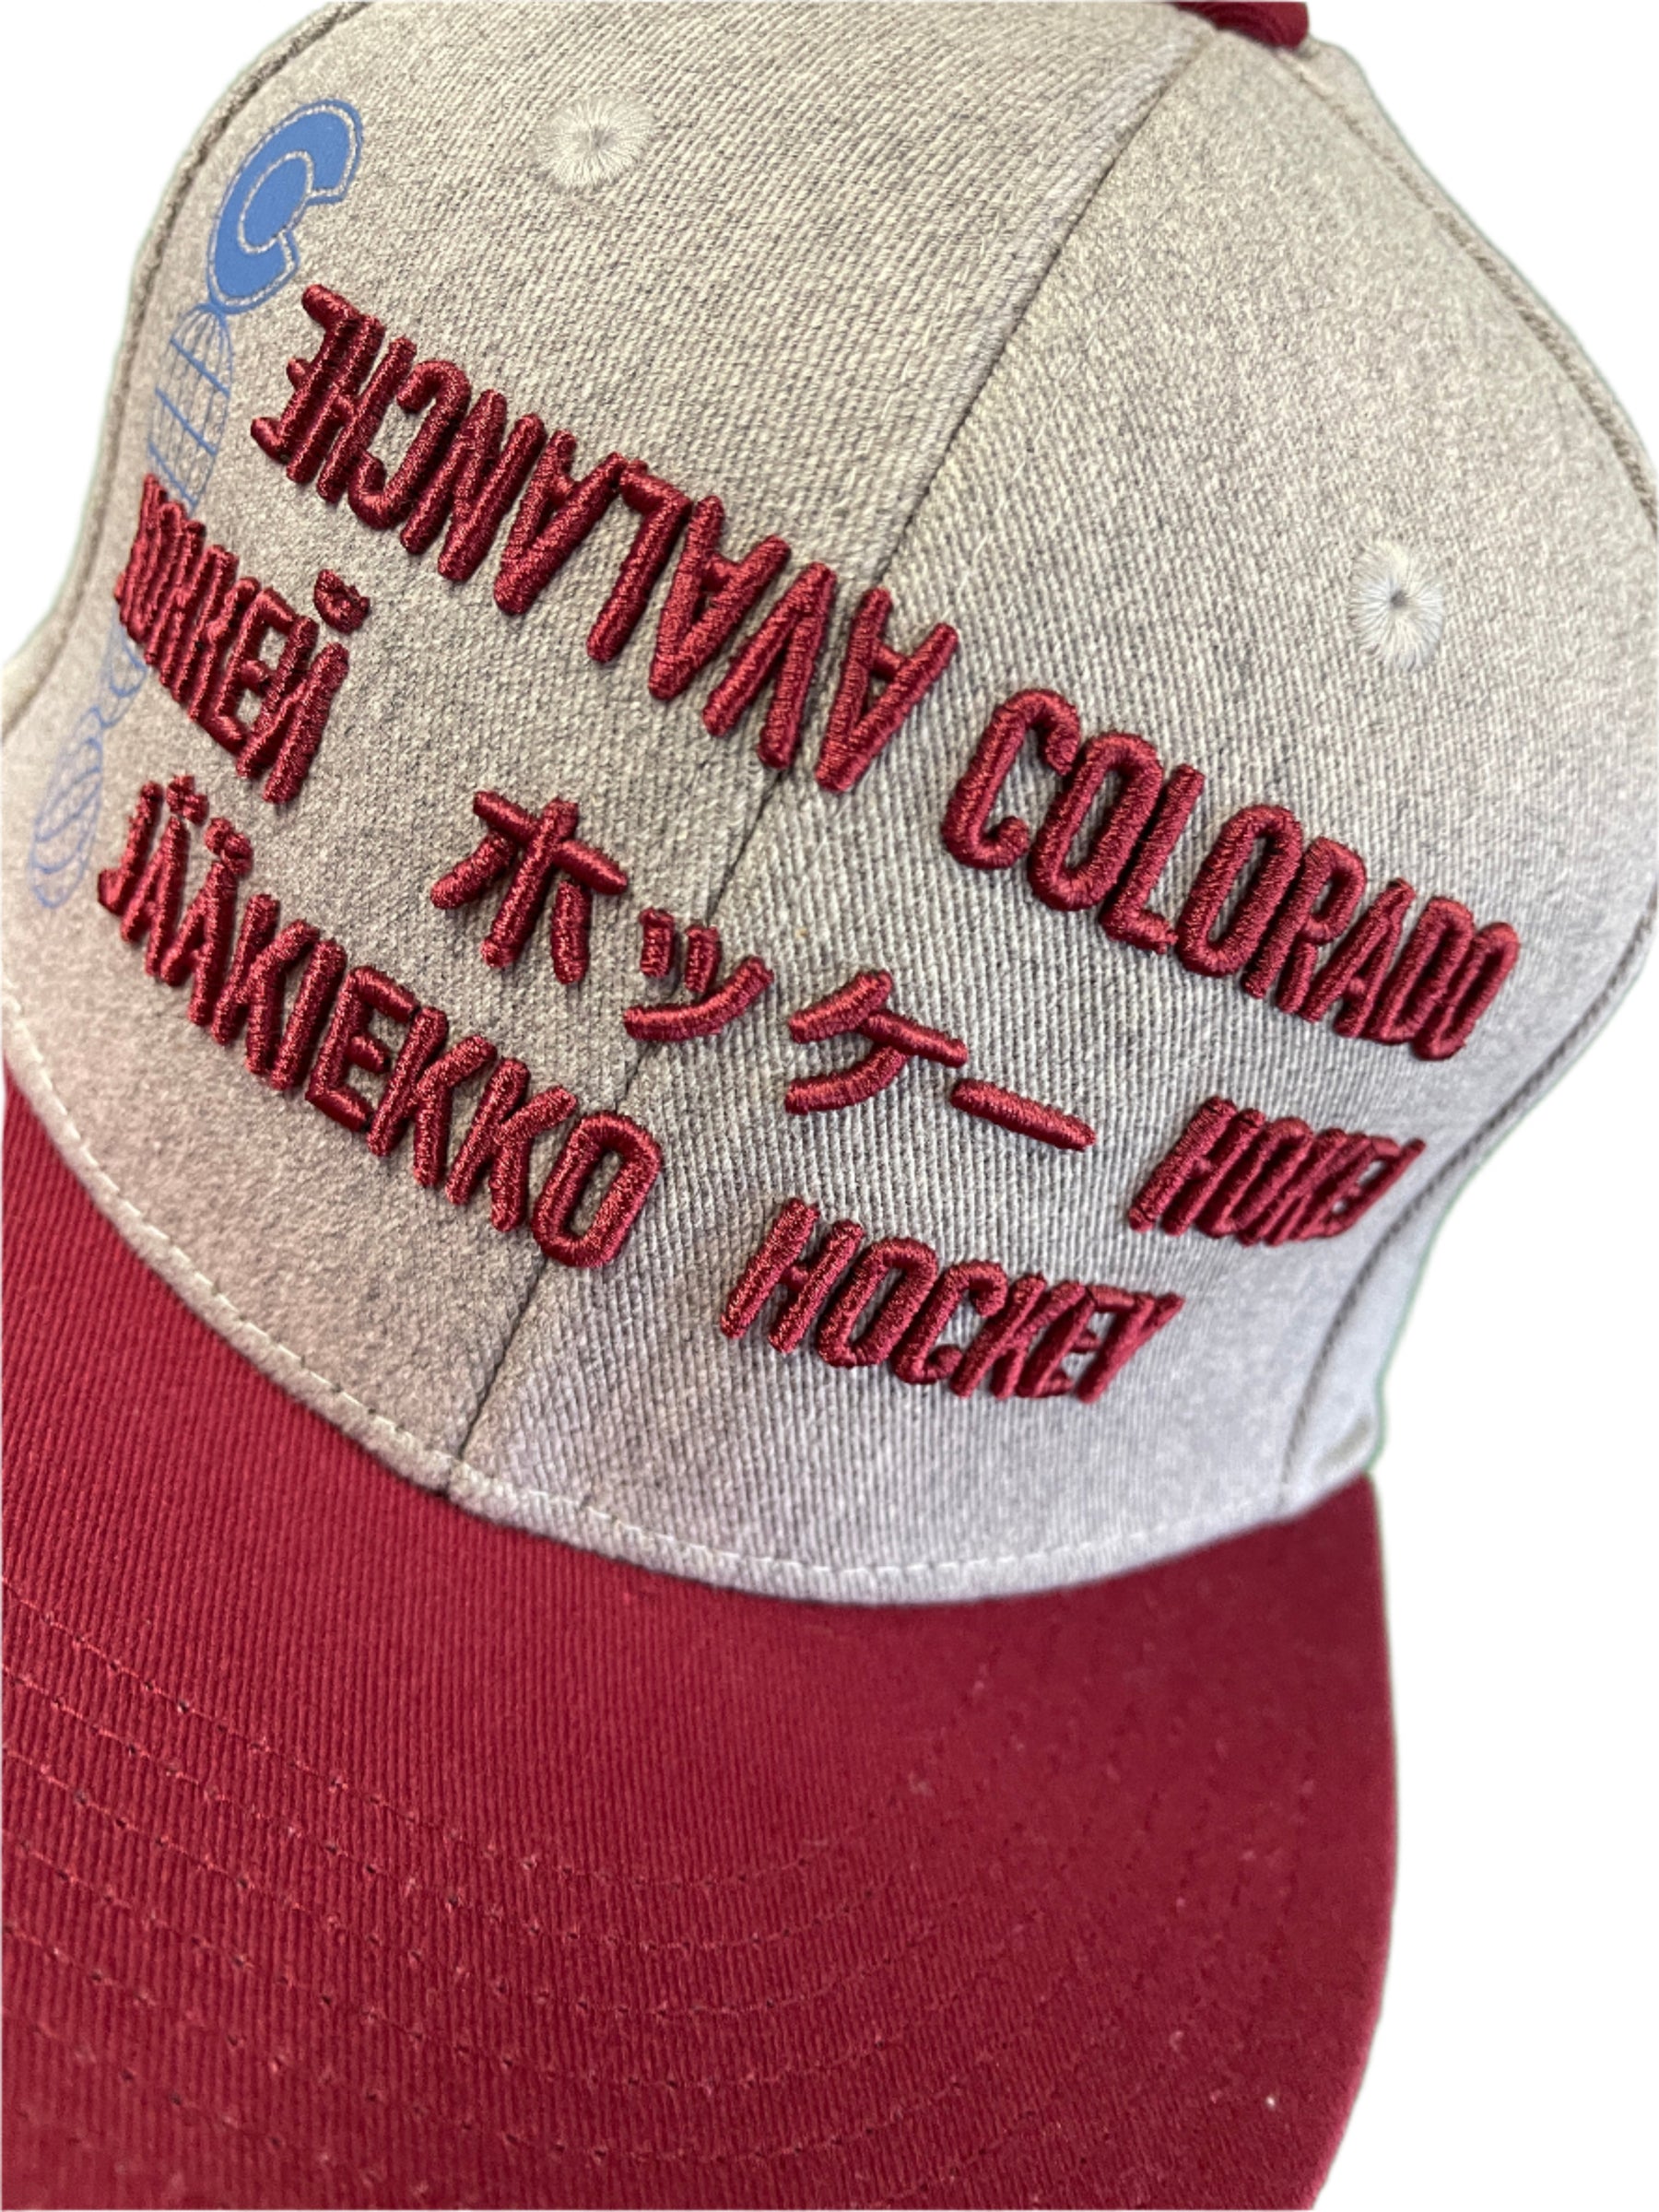 AVALANCHE COLORADO
ХОККЕЙ ホッケー HOKEJ
JÄÄKIEKKO HOCKEY